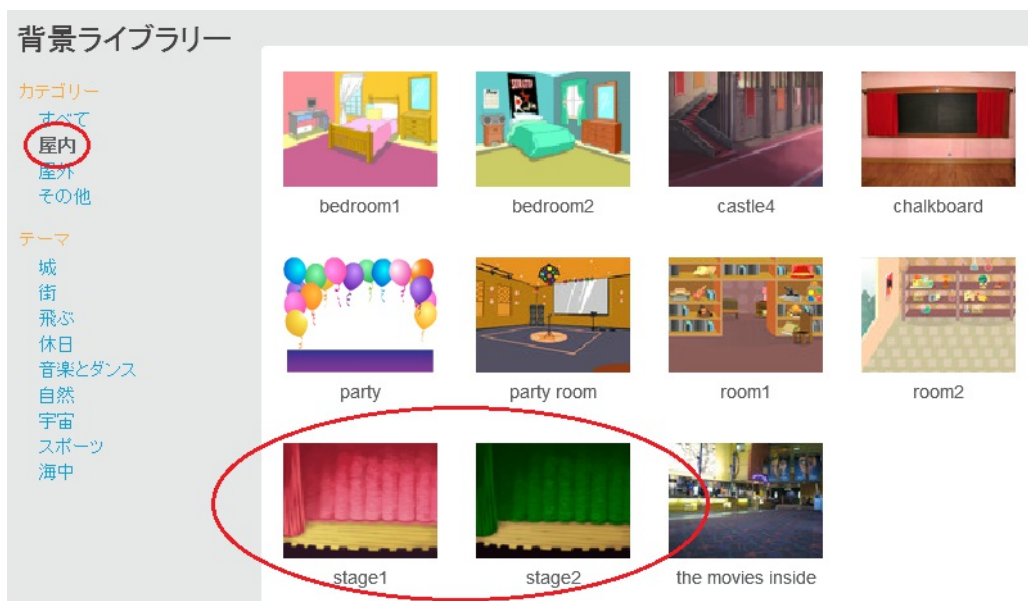 背景ライブラリー
カテゴリー
すべて
屋内
屋外
その他
テーマ
城
街
飛ぶ
休日
音楽とダンス
自然
宇宙
スポーツ
海中
bedroom1
bedroom2
castle4
chalkboard
party
party room
room1
room2
stage1
stage2
the movies inside